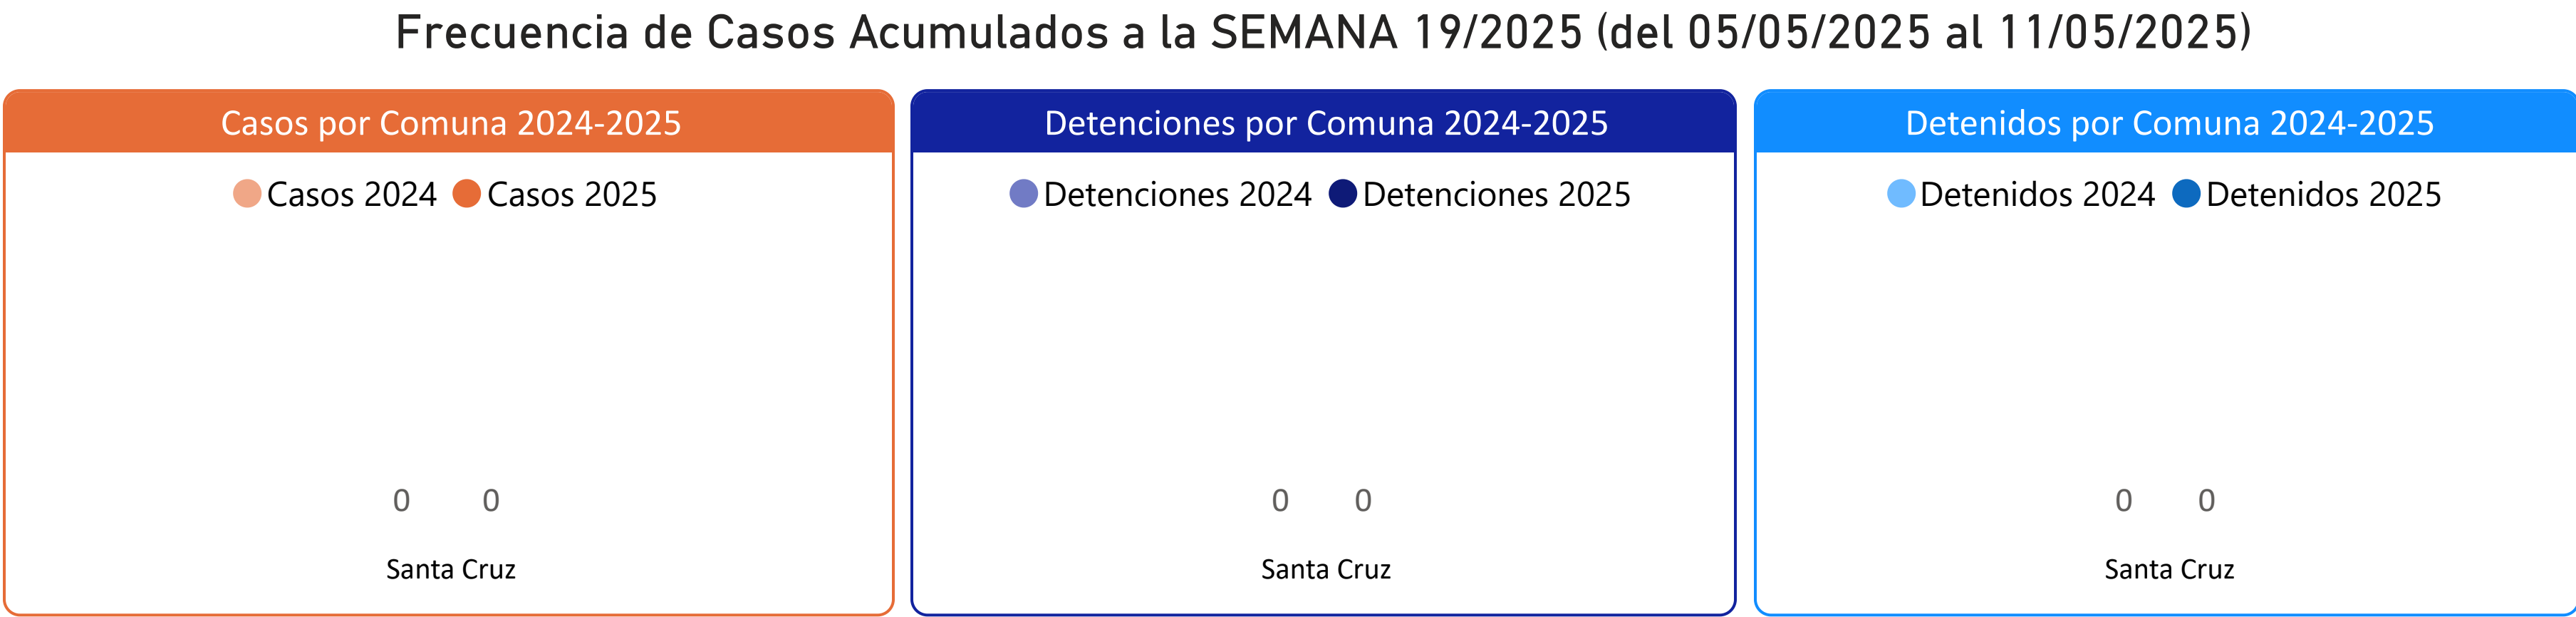 Frecuencia de Casos Acumulados a la SEMANA 19/2025 (del 05/05/2025 al 11/05/2025)
Casos por Comuna 2024-2025
Casos 2024 Casos 2025
0 0
Santa Cruz
Detenciones por Comuna 2024-2025
Detenciones 2024 Detenciones 2025
0 0
Santa Cruz
Detenidos por Comuna 2024-2025
Detenidos 2024 Detenidos 2025
0 0
Santa Cruz